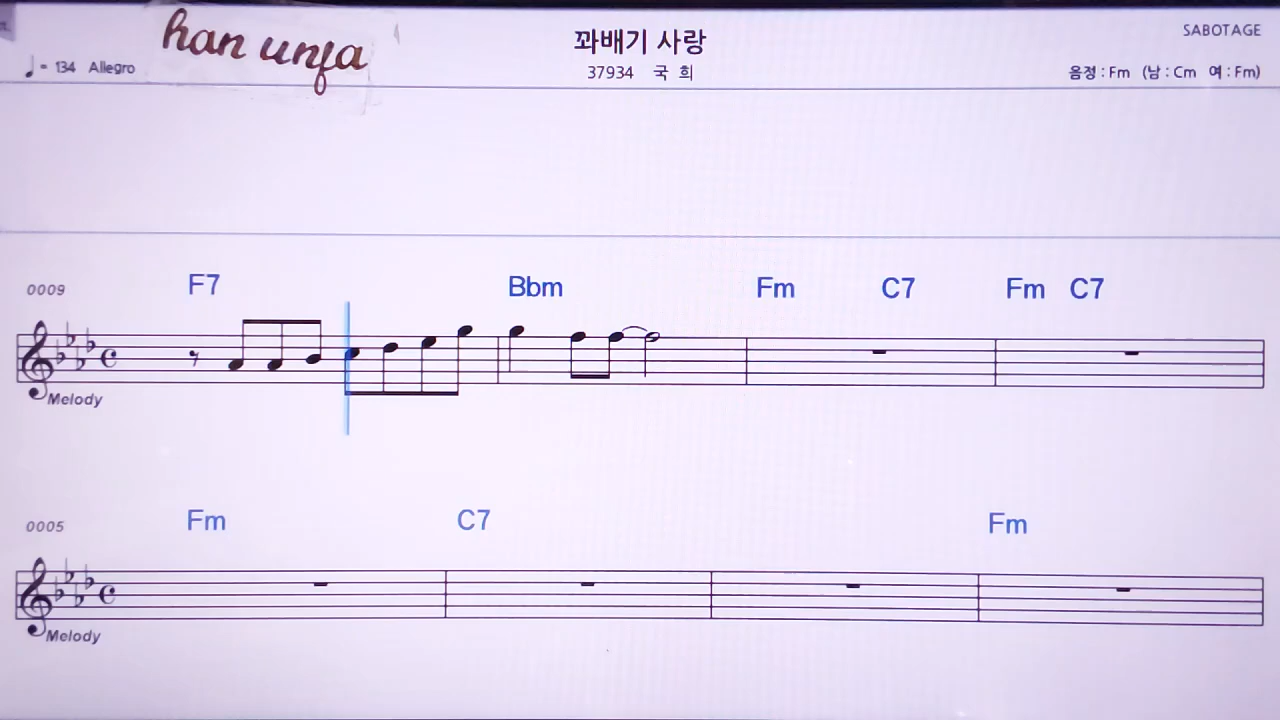 han unfa
꽈배기 사랑
SABOTAGE
♩= 134 Allegro
37934 국 희
음정 : Fm (남 : Cm 여 : Fm)
0009
F7 Bbm Fm C7 Fm C7
Melody
0005
Fm C7 Fm
Melody